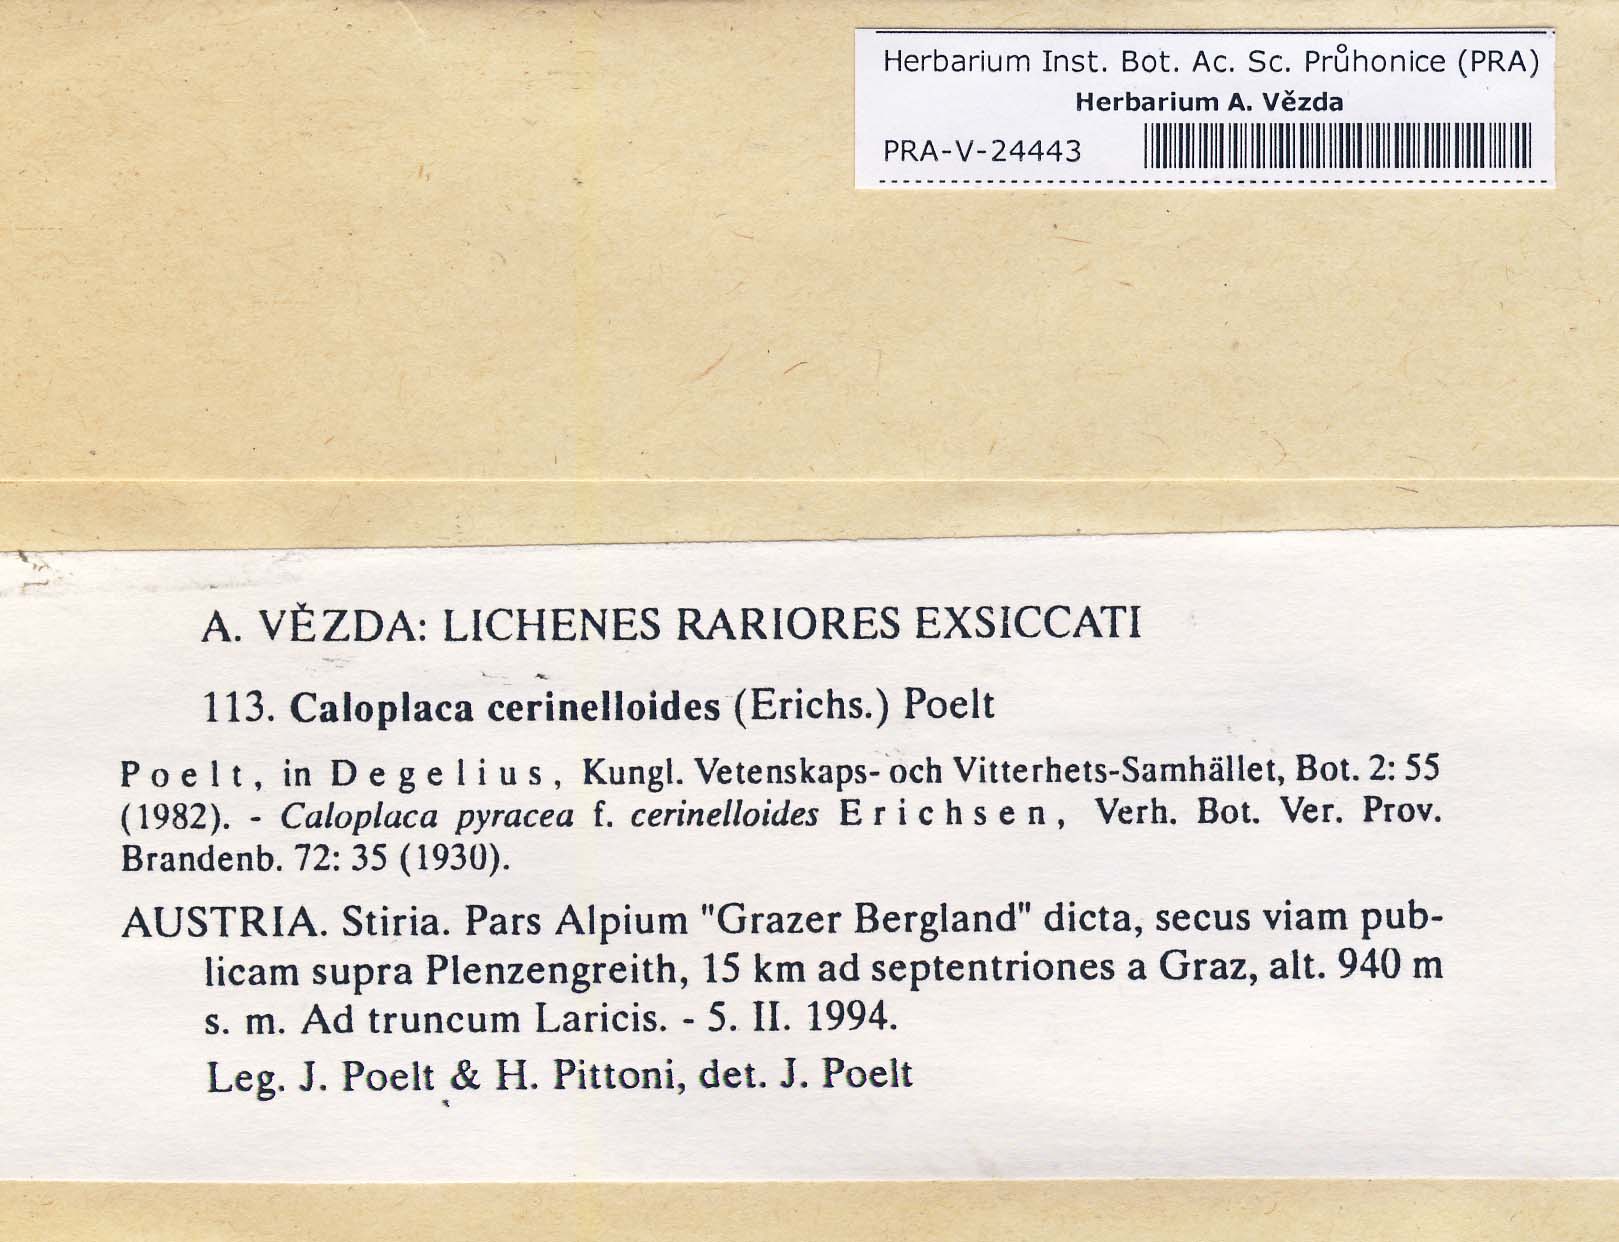 Herbarium Inst. Bot. Ac. Sc. Průhonice (PRA)
Herbarium A. Vězda
PRA-V-24443
A. VĚZDA: LICHENES RARIORES EXSICCATI
113. Caloplaca cerinelloides (Erichs.) Poelt
Poelt, in Degelius, Kungl. Vetenskaps- och Vitterhets-Samhället, Bot. 2: 55
(1982). - Caloplaca pyracea f. cerinelloides Erichsen, Verh. Bot. Ver. Prov.
Brandenb. 72: 35 (1930).
AUSTRIA. Stiria. Pars Alpium "Grazer Bergland" dicta, secus viam pub-
licam supra Plenzengreith, 15 km ad septentriones a Graz, alt. 940 m
s. m. Ad truncum Laricis. - 5. II. 1994.
Leg. J. Poelt & H. Pittoni, det. J. Poelt